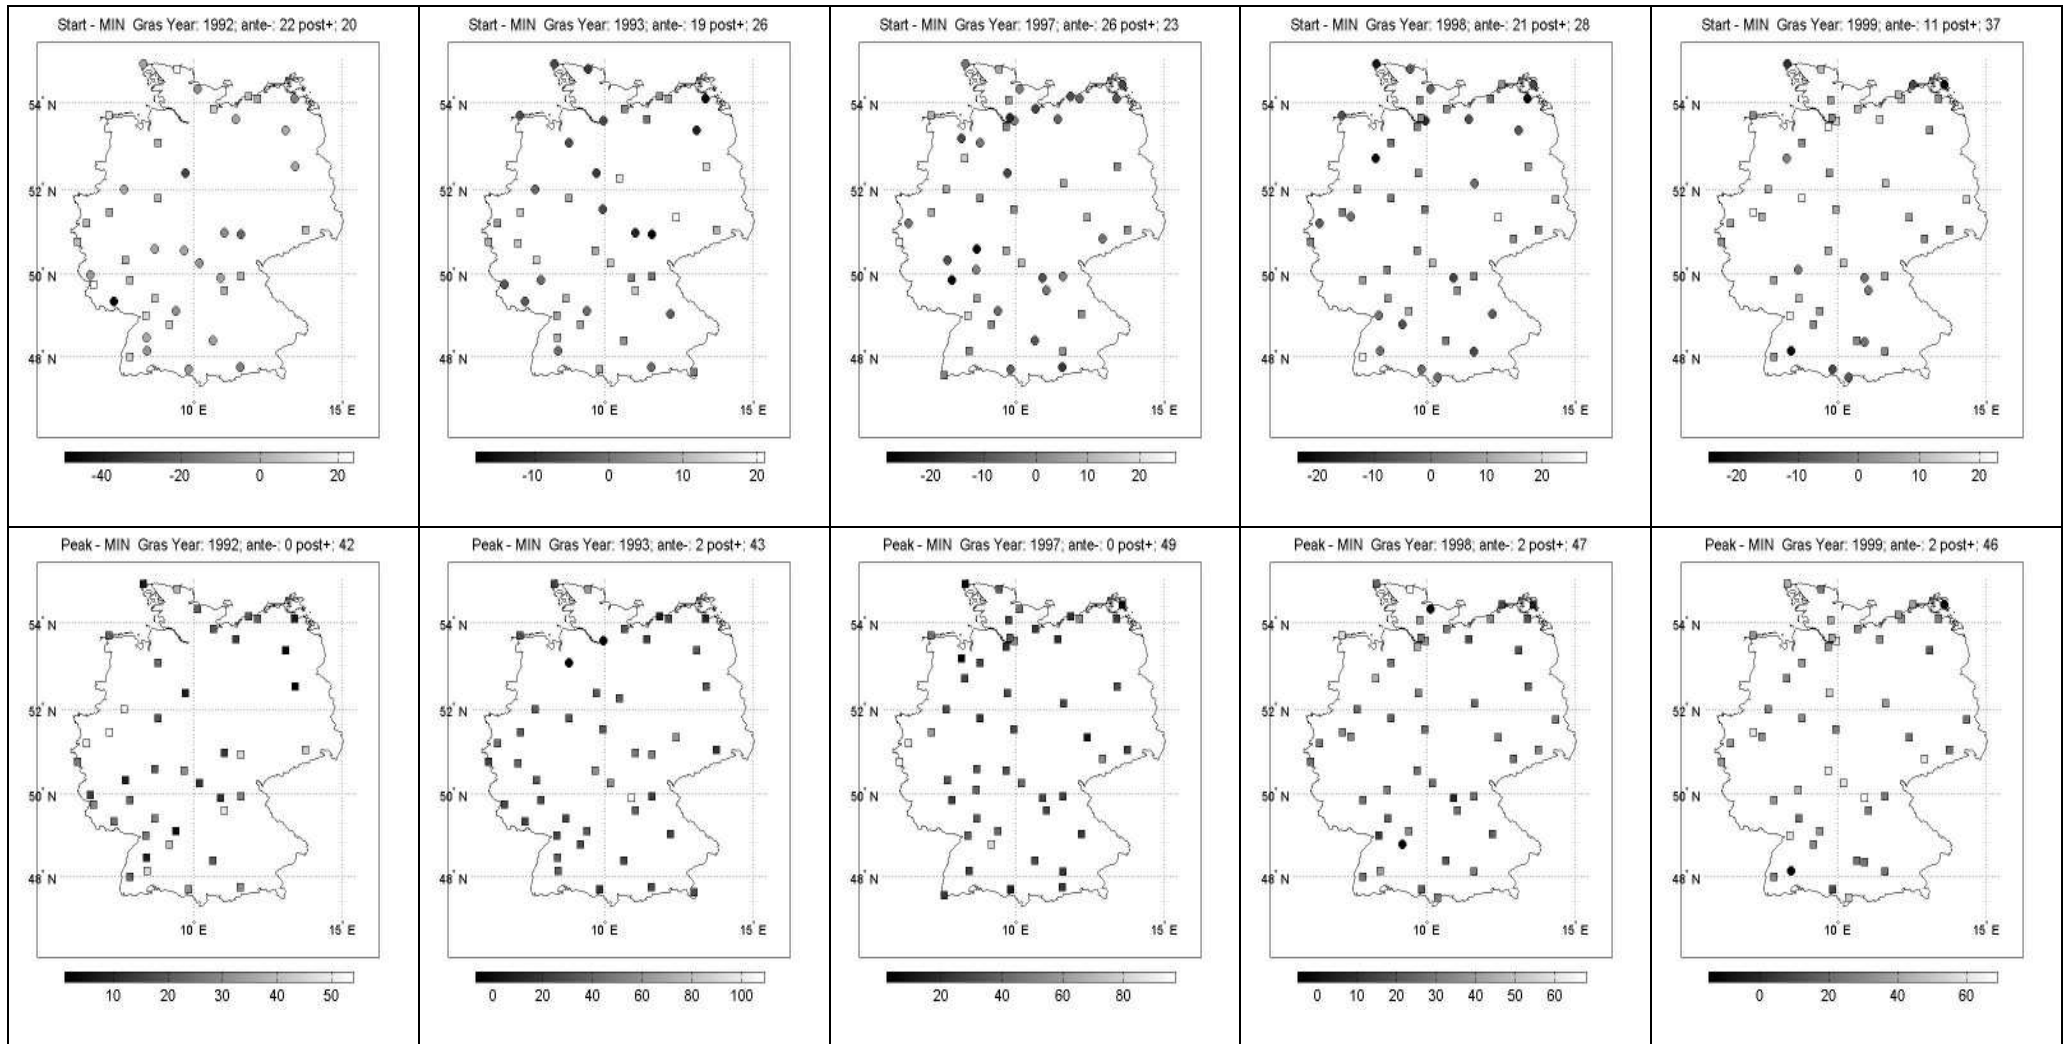 Start - MIN Gras Year: 1992; ante-: 22 post+; 20
54° N
52° N
50° N
48° N
10° E
15° E
-40 -20 0 20
Start - MIN Gras Year: 1993; ante-: 19 post+; 26
54° N
52° N
50° N
48° N
10° E
15° E
-10 0 10 20
Start - MIN Gras Year: 1997; ante-: 26 post+; 23
54° N
52° N
50° N
48° N
10° E
15° E
-20 -10 0 10 20
Start - MIN Gras Year: 1998; ante-: 21 post+; 28
54° N
52° N
50° N
48° N
10° E
15° E
-20 -10 0 10 20
Start - MIN Gras Year: 1999; ante-: 11 post+; 37
54° N
52° N
50° N
48° N
10° E
15° E
-20 -10 0 10 20
Peak - MIN Gras Year: 1992; ante-: 0 post+; 42
54° N
52° N
50° N
48° N
10° E
15° E
10 20 30 40 50
Peak - MIN Gras Year: 1993; ante-: 2 post+; 43
54° N
52° N
50° N
48° N
10° E
15° E
0 20 40 60 80 100
Peak - MIN Gras Year: 1997; ante-: 0 post+; 49
54° N
52° N
50° N
48° N
10° E
15° E
20 40 60 80
Peak - MIN Gras Year: 1998; ante-: 2 post+; 47
54° N
52° N
50° N
48° N
10° E
15° E
0 10 20 30 40 50 60
Peak - MIN Gras Year: 1999; ante-: 2 post+; 46
54° N
52° N
50° N
48° N
10° E
15° E
0 20 40 60